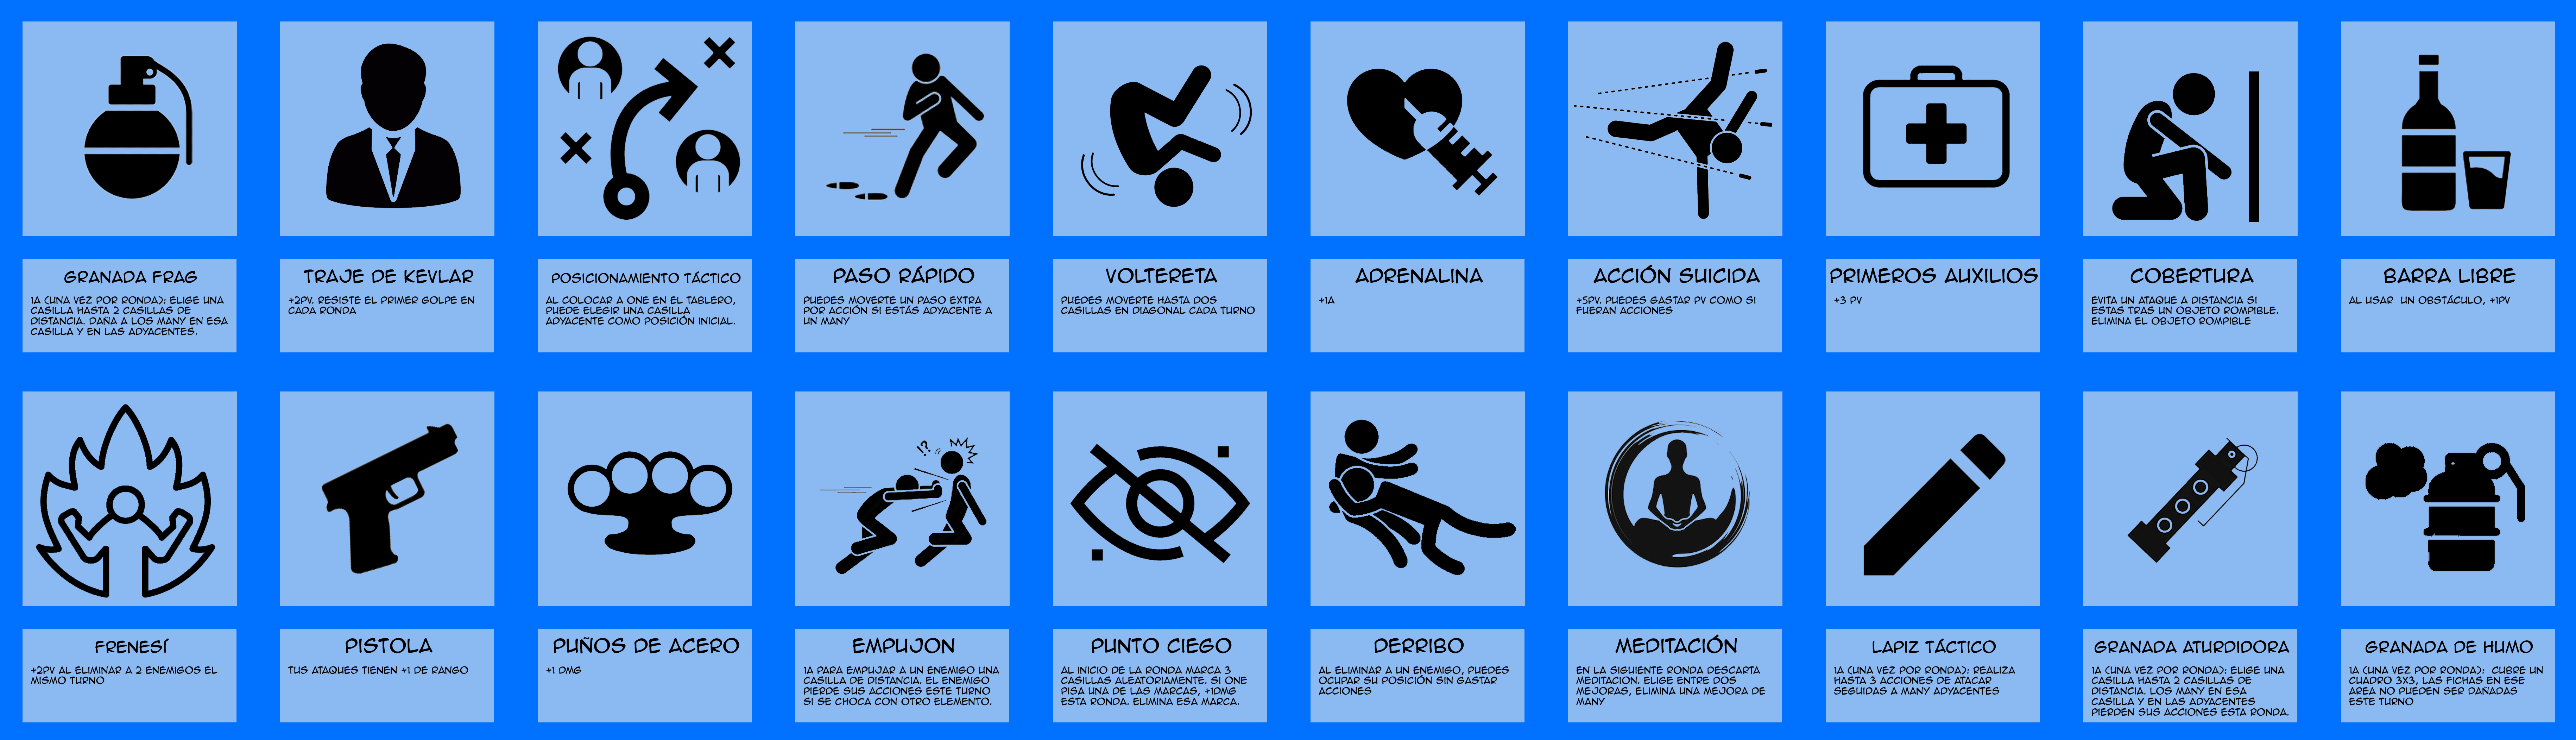 GRANADA FRAG
1A (UNA VEZ POR RONDA): ELIGE UNA
CASILLA HASTA 2 CASILLAS DE
DISTANCIA. DAÑA A LOS MANY EN ESA
CASILLA Y EN LAS ADYACENTES.
TRAJE DE KEVLAR
+2PV. RESISTE EL PRIMER GOLPE EN
CADA RONDA
POSICIONAMIENTO TÁCTICO
AL COLOCAR A ONE EN EL TABLERO,
PUEDE ELEGIR UNA CASILLA
ADYACENTE COMO POSICIÓN INICIAL.
PASO RÁPIDO
PUEDES MOVERTE UN PASO EXTRA
POR ACCIÓN SI ESTÁS ADYACENTE A
UN MANY
VOLTERETA
PUEDES MOVERTE HASTA DOS
CASILLAS EN DIAGONAL CADA TURNO
ADRENALINA
+1A
ACCIÓN SUICIDA
+5PV. PUEDES GASTAR PV COMO SI
FUERAN ACCIONES
PRIMEROS AUXILIOS
+3 PV
COBERTURA
EVITA UN ATAQUE A DISTANCIA SI
ESTAS TRAS UN OBJETO ROMPIBLE.
ELIMINA EL OBJETO ROMPIBLE
BARRA LIBRE
AL USAR UN OBSTÁCULO, +1PV
FRENESÍ
+2PV AL ELIMINAR A 2 ENEMIGOS EL
MISMO TURNO
PISTOLA
TUS ATAQUES TIENEN +1 DE RANGO
PUÑOS DE ACERO
+1 DMG
EMPUJON
!?
1A PARA EMPUJAR A UN ENEMIGO UNA
CASILLA DE DISTANCIA. EL ENEMIGO
PIERDE SUS ACCIONES ESTE TURNO
SI SE CHOCA CON OTRO ELEMENTO.
PUNTO CIEGO
AL INICIO DE LA RONDA MARCA 3
CASILLAS ALEATORIAMENTE. SI ONE
PISA UNA DE LAS MARCAS, +1DMG
ESTA RONDA. ELIMINA ESA MARCA.
DERRIBO
AL ELIMINAR A UN ENEMIGO, PUEDES
OCUPAR SU POSICIÓN SIN GASTAR
ACCIONES
MEDITACIÓN
EN LA SIGUIENTE RONDA DESCARTA
MEDITACION. ELIGE ENTRE DOS
MEJORAS, ELIMINA UNA MEJORA DE
MANY
LAPIZ TÁCTICO
1A (UNA VEZ POR RONDA): REALIZA
HASTA 3 ACCIONES DE ATACAR
SEGUIDAS A MANY ADYACENTES
GRANADA ATURDIDORA
1A (UNA VEZ POR RONDA); ELIGE UNA
CASILLA HASTA 2 CASILLAS DE
DISTANCIA. LOS MANY EN ESA
CASILLA Y EN LAS ADYACENTES
PIERDEN SUS ACCIONES ESTA RONDA.
GRANADA DE HUMO
1A (UNA VEZ POR RONDA): CUBRE UN
CUADRO 3X3, LAS FICHAS EN ESE
AREA NO PUEDEN SER DAÑADAS
ESTE TURNO